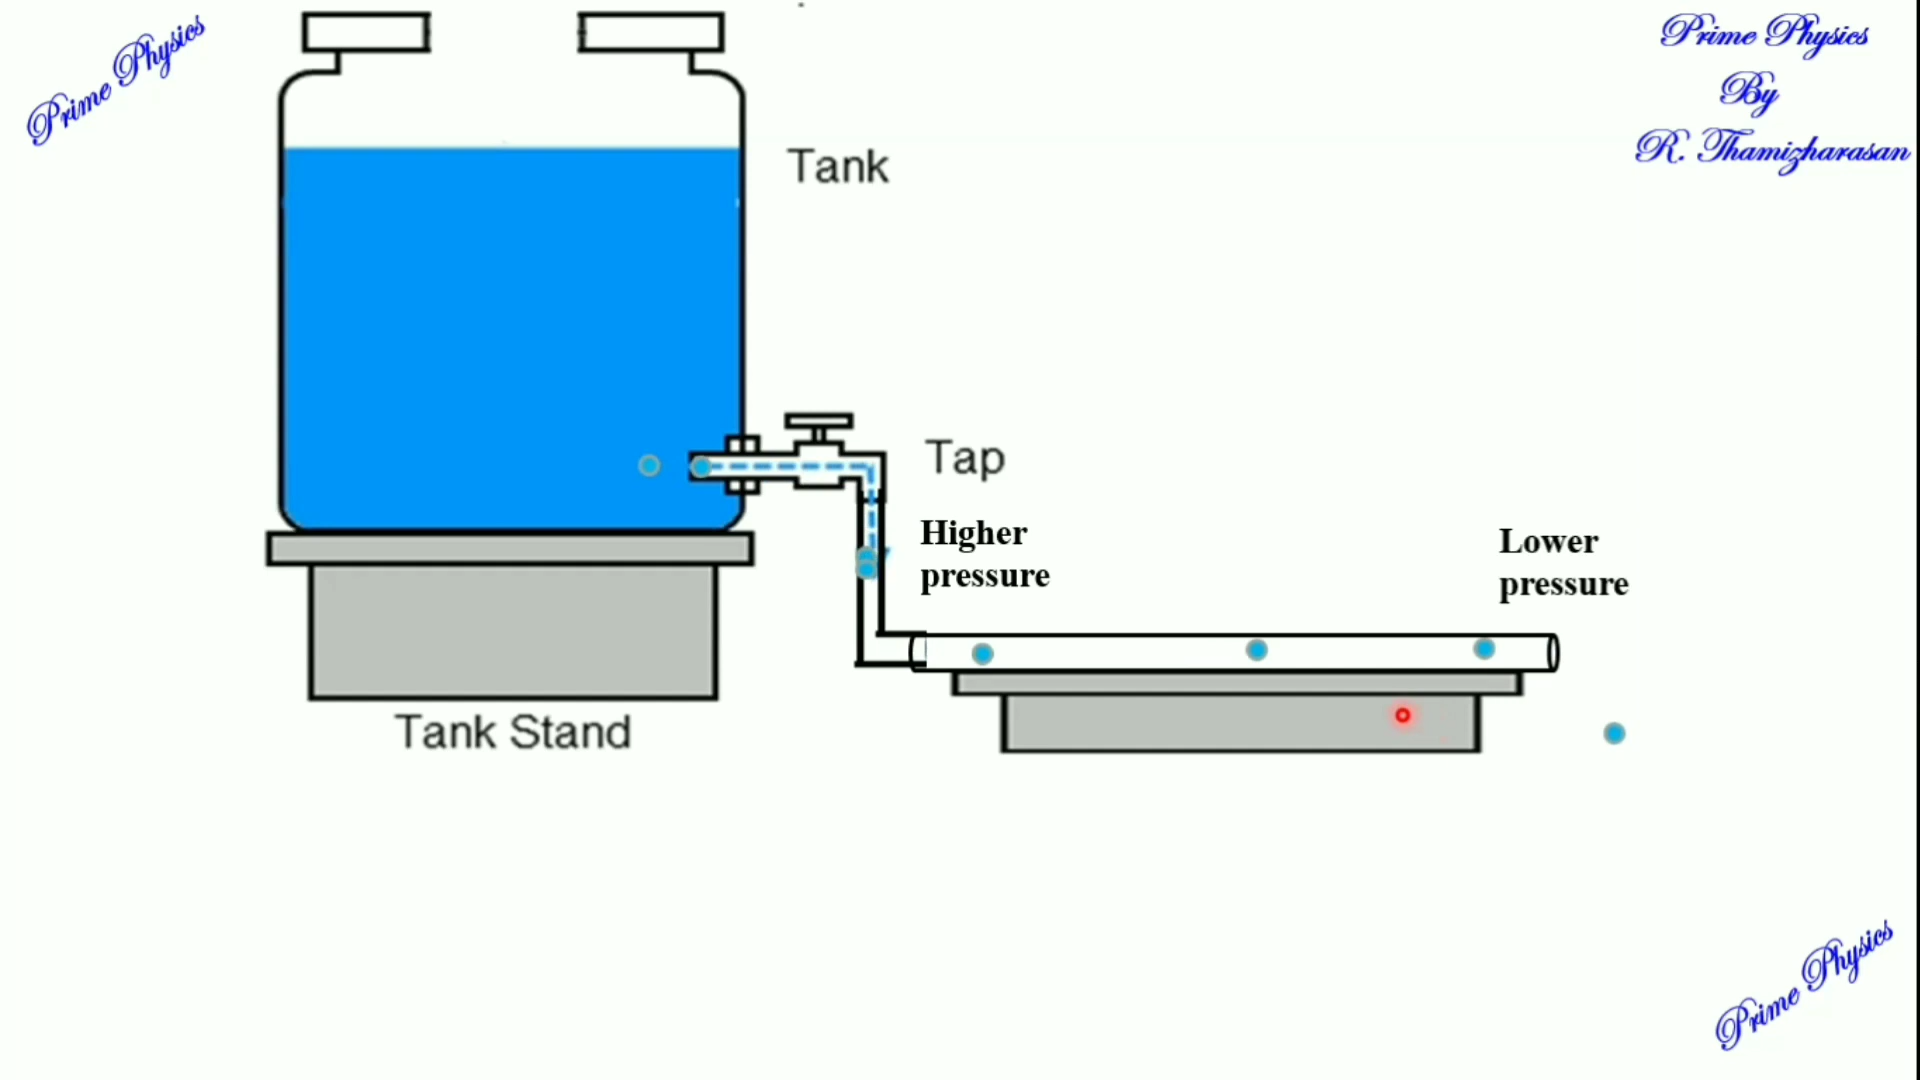 Prime Physics
Prime Physics
By
R. Thamizharasan
Tank
Tap
Higher
pressure
Lower
pressure
Tank Stand
Prime Physics